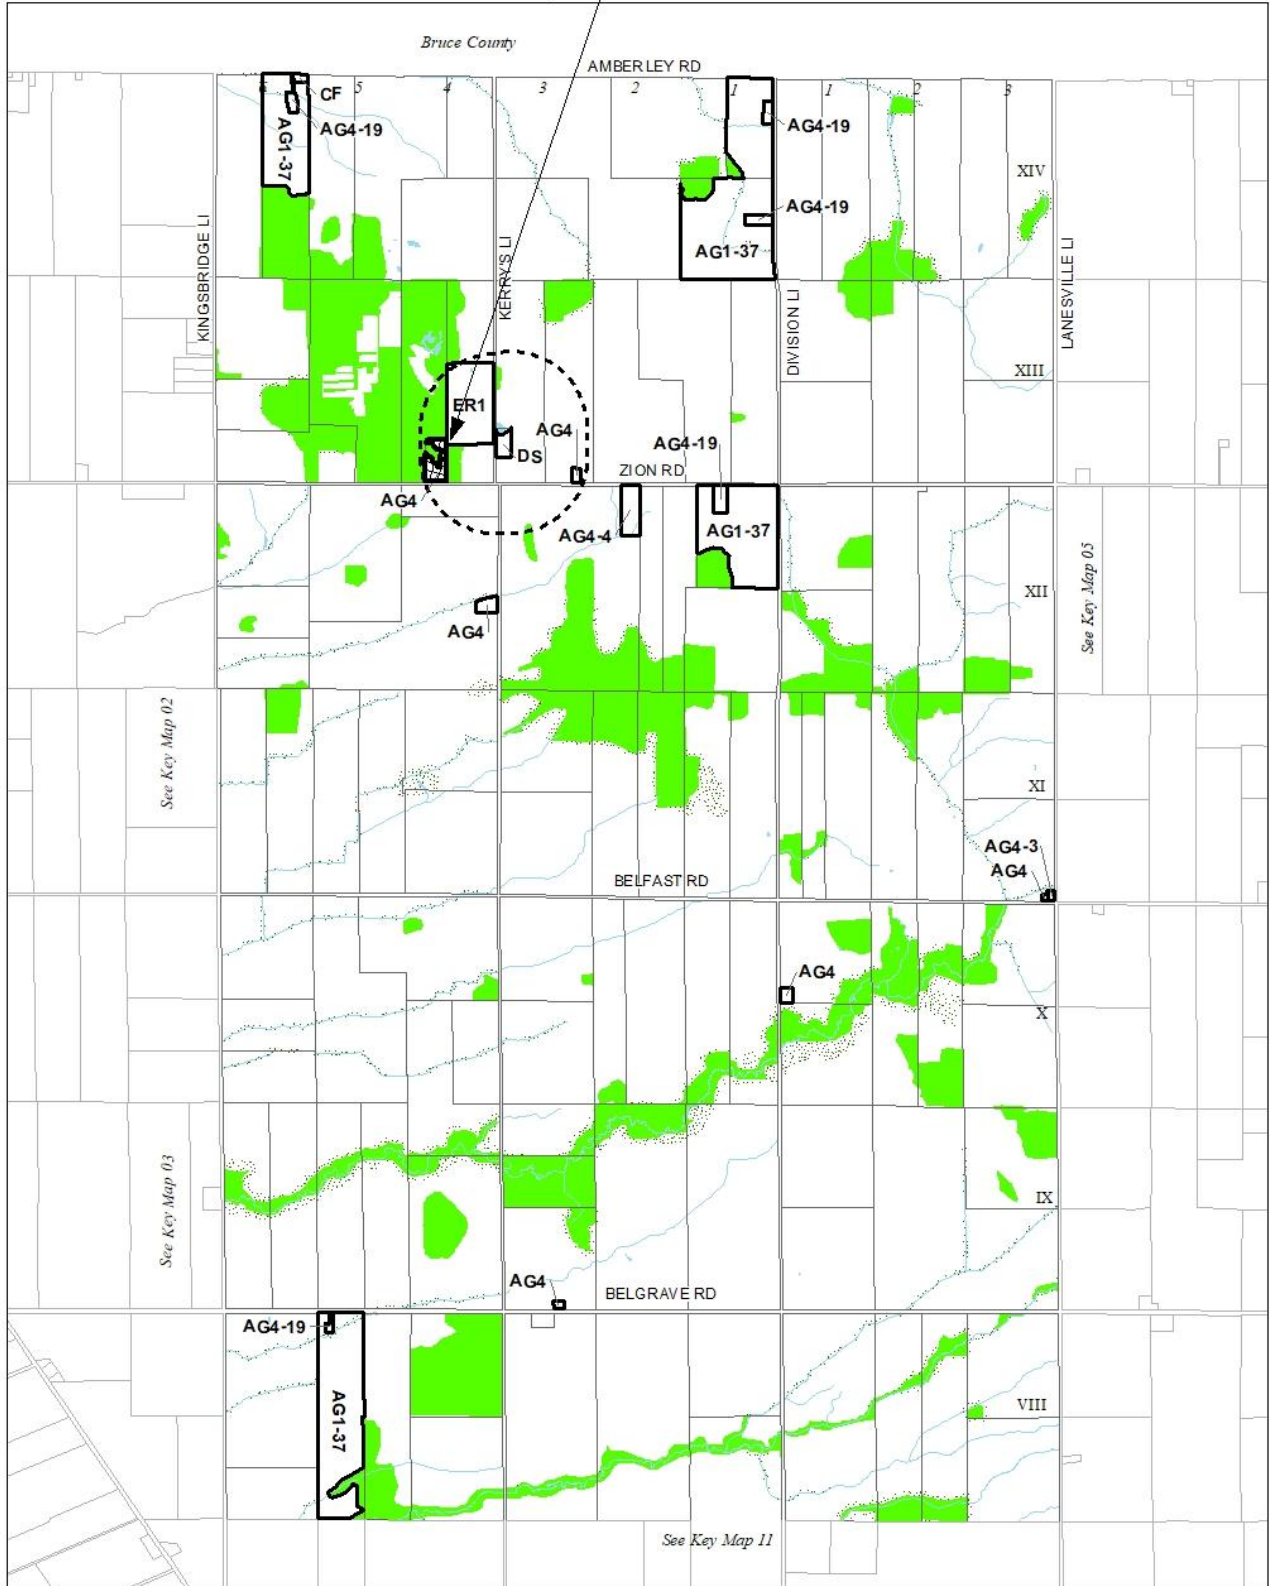 Bruce County
AMBERLEY RD
5
4
3
2
1
1
2
3
CF
AG4-19
AG1-37
AG4-19
XIV
AG4-19
AG1-37
KINGSBRIDGE LI
KERRY'S LI
DIVISION LI
LANESVILLE LI
XIII
ER1
AG4
DS
AG4-19
ZION RD
AG4
AG4-4
AG1-37
See Key Map 05
XII
AG4
See Key Map 02
XI
AG4-3
AG4
BELFAST RD
AG4
X
See Key Map 03
IX
AG4
BELGRAVE RD
AG4-19
AG1-37
VIII
See Key Map 11